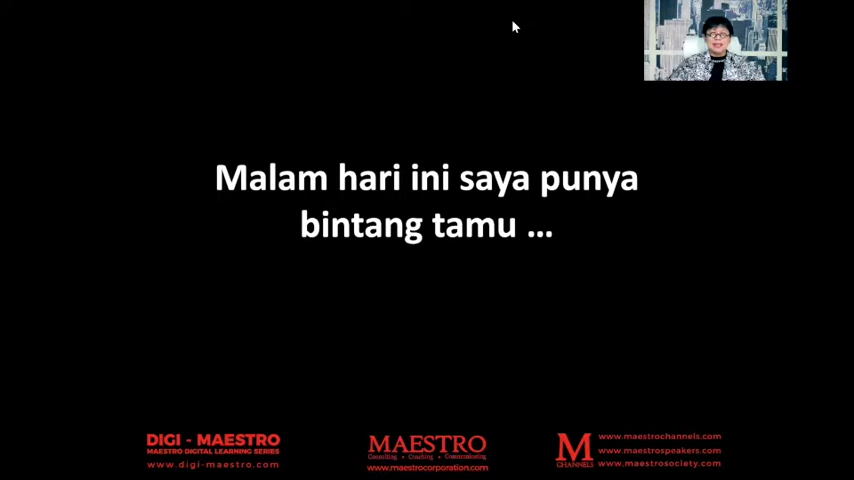 Malam hari ini saya punya
bintang tamu ...
DIGI - MAESTRO
MAESTRO DIGITAL LEARNING SERIES
www.digi-maestro.com
MAESTRO
Consulting • Coaching • Communicating
www.maestrocorporation.com
M
CHANNELS
www.maestrochannels.com
www.maestrospeakers.com
www.maestrosociety.com